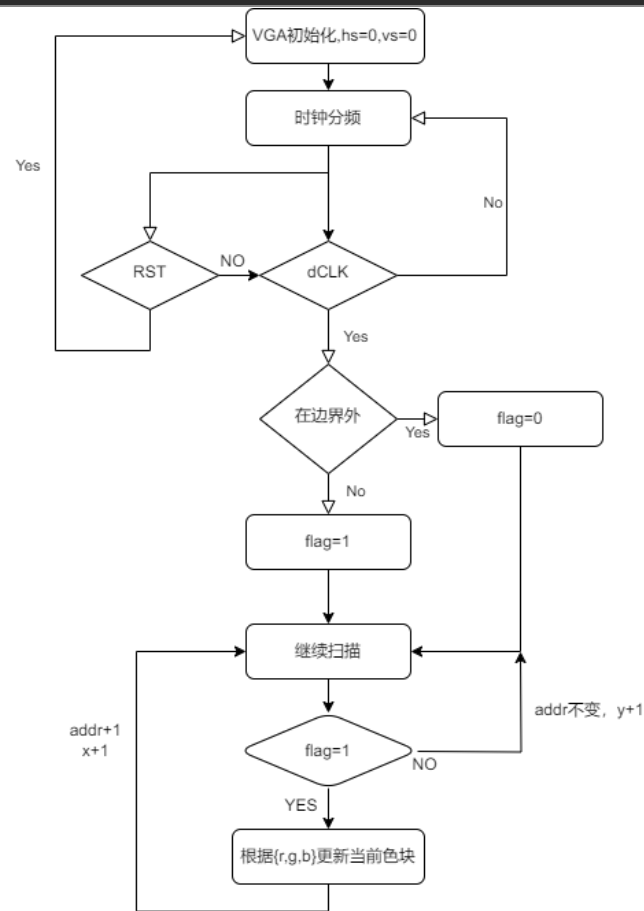 VGA初始化,hs=0,vs=0
时钟分频
Yes
No
RST
NO
dCLK
Yes
在边界外
Yes
flag=0
No
flag=1
继续扫描
addr+1
x+1
addr不变，y+1
flag=1
NO
YES
根据{r,g,b}更新当前色块